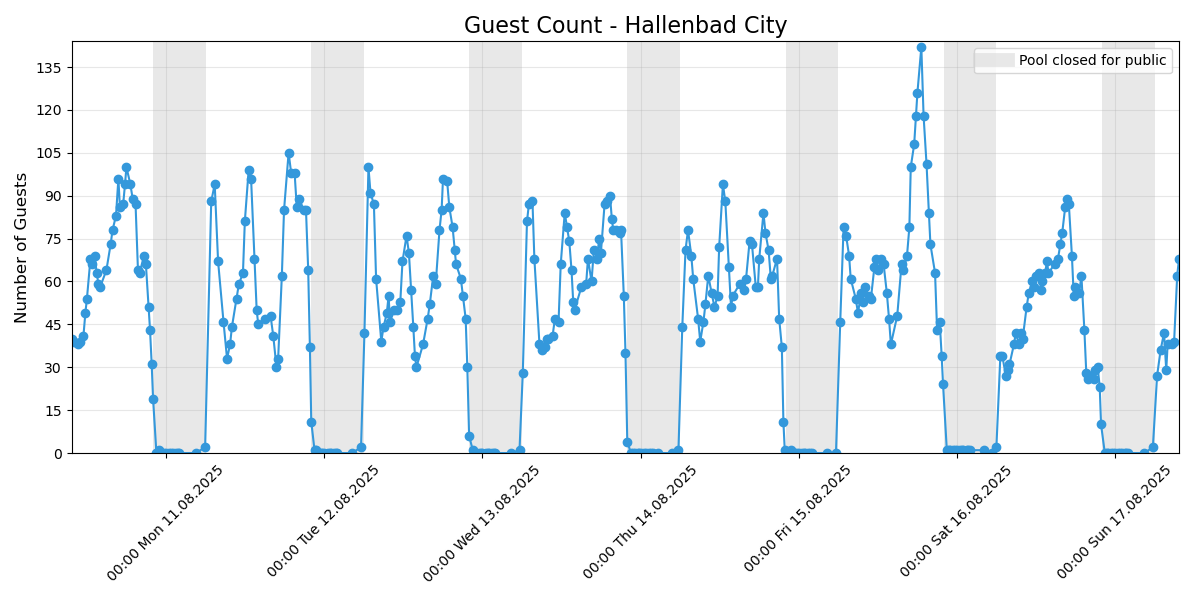 Guest Count - Hallenbad City
Pool closed for public
Number of Guests
135
120
105
90
75
60
45
30
15
0
00:00 Mon 11.08.2025
00:00 Tue 12.08.2025
00:00 Wed 13.08.2025
00:00 Thu 14.08.2025
00:00 Fri 15.08.2025
00:00 Sat 16.08.2025
00:00 Sun 17.08.2025